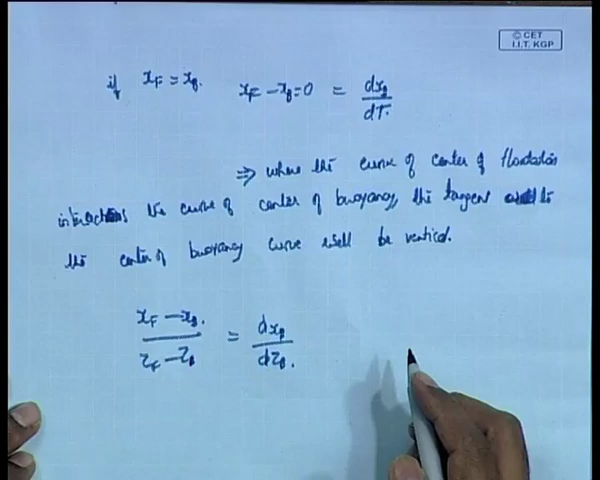 © CET
I.I.T. KGP
if x_F = x_B. x_F - x_B = 0 = dx_B/dT.
⇒ where the curve of center of floatation
intersects the curve of center of buoyancy, the tangent to
the center of buoyancy curve will be vertical.
(x_F - x_B.)/(z_F - z_B) = dx_B/dz_B.